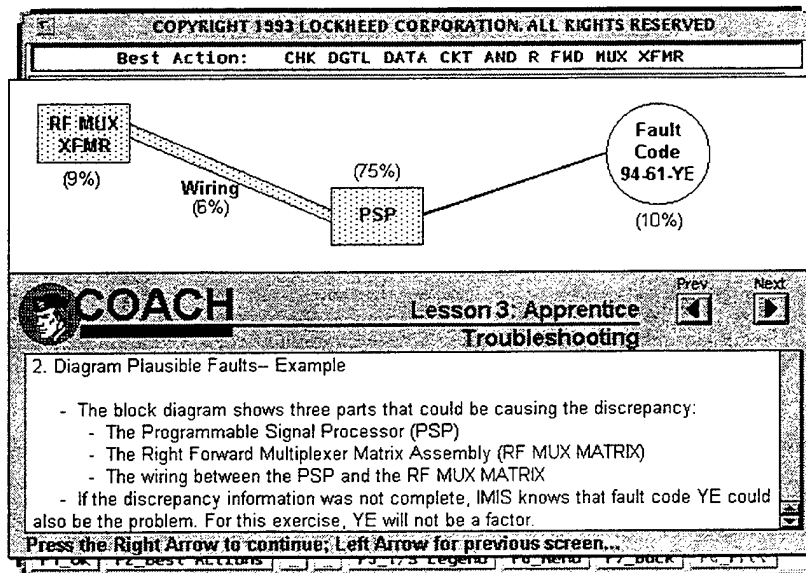 COPYRIGHT 1993 LOCKHEED CORPORATION. ALL RIGHTS RESERVED
Best Action: CHK DGTL DATA CKT AND R FWD MUX XFMR
RF MUX
XFMR
(9%)
Wiring
(6%)
(75%)
PSP
Fault
Code
94-61-YE
(10%)
COACH
Lesson 3: Apprentice
Troubleshooting
Prev
Next
2. Diagram Plausible Faults-- Example
- The block diagram shows three parts that could be causing the discrepancy:
- The Programmable Signal Processor (PSP)
- The Right Forward Multiplexer Matrix Assembly (RF MUX MATRIX)
- The wiring between the PSP and the RF MUX MATRIX
- If the discrepancy information was not complete, IMIS knows that fault code YE could
also be the problem. For this exercise, YE will not be a factor.
Press the Right Arrow to continue; Left Arrow for previous screen...